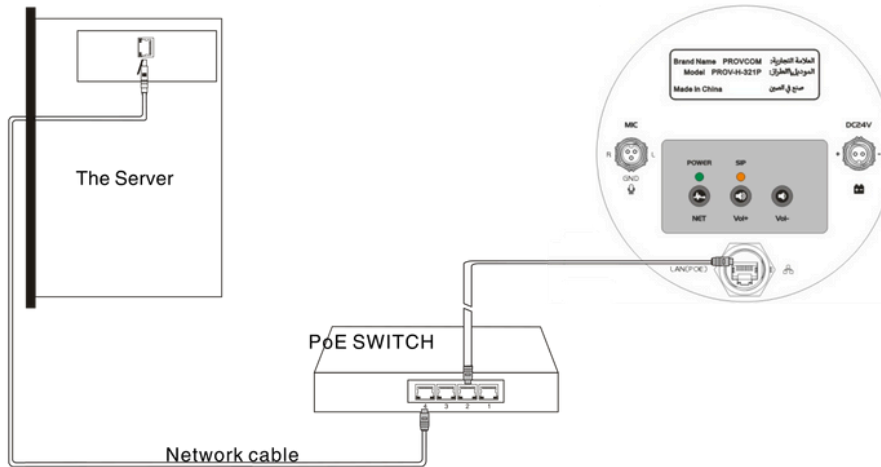 The Server
Brand Name PROVCOM العلامة التجارية:
Model PROV-H-321P الموديل/الطراز:
Made in China صنع في الصين
MIC
DC24V
R
L
GND
+
-
POWER
SIP
NET
Vol+
Vol-
LAN(POE)
PoE SWITCH
4
3
2
1
Network cable